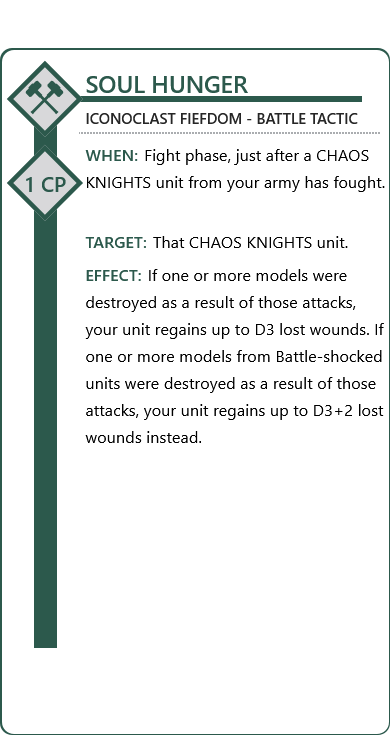 SOUL HUNGER
ICONOCLAST FIEFDOM - BATTLE TACTIC
WHEN: Fight phase, just after a CHAOS
1 CP
KNIGHTS unit from your army has fought.
TARGET: That CHAOS KNIGHTS unit.
EFFECT: If one or more models were
destroyed as a result of those attacks,
your unit regains up to D3 lost wounds. If
one or more models from Battle-shocked
units were destroyed as a result of those
attacks, your unit regains up to D3+2 lost
wounds instead.